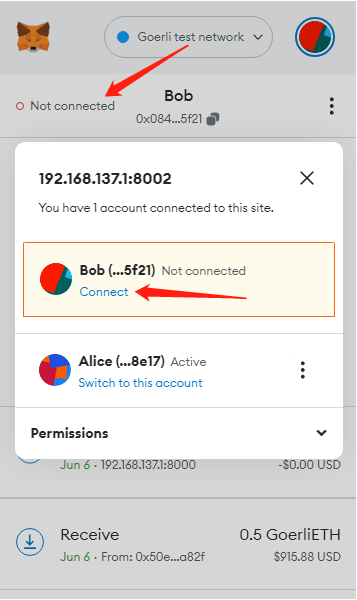 Goerli test network
Not connected
Bob
0x084...5f21
192.168.137.1:8002
You have 1 account connected to this site.
Bob (...5f21) Not connected
Connect
Alice (...8e17) Active
Switch to this account
Permissions
Jun 6 · 192.168.137.1:8000 -$0.00 USD
Receive 0.5 GoerliETH
Jun 6 · From: 0x50e...a82f $915.88 USD